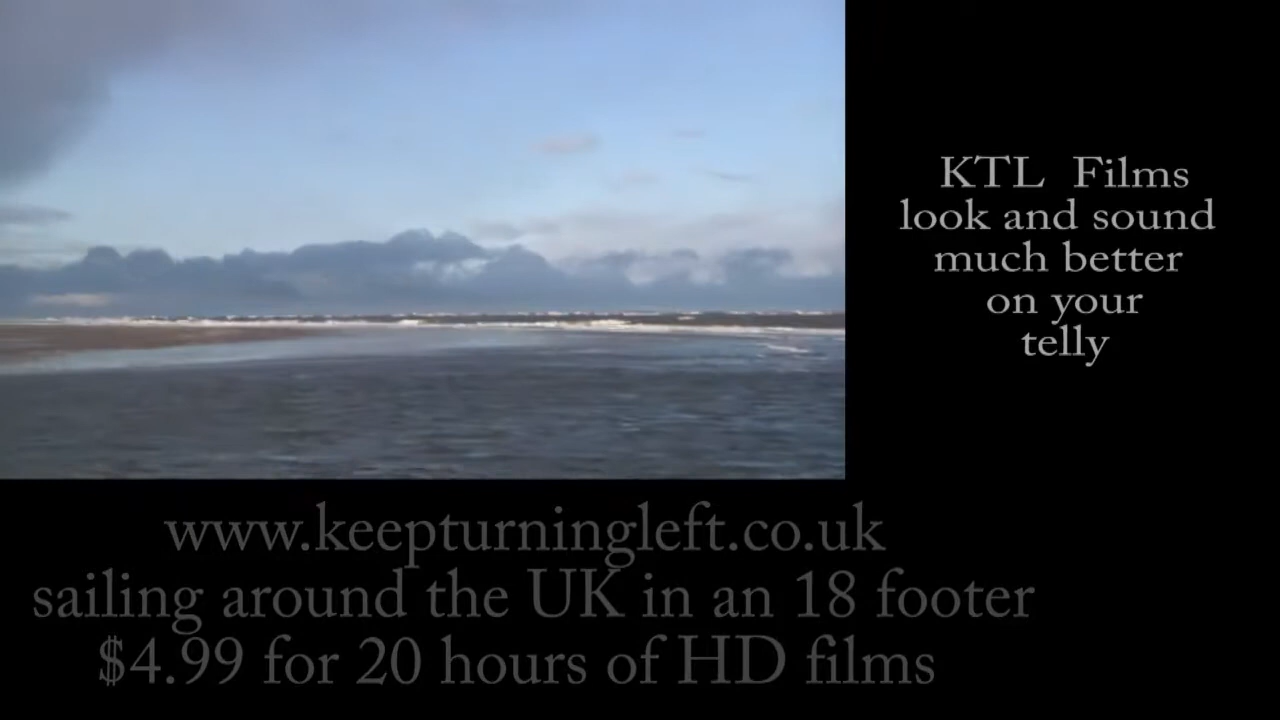 KTL Films
look and sound
much better
on your
telly
www.keepturningleft.co.uk
sailing around the UK in an 18 footer
$4.99 for 20 hours of HD films